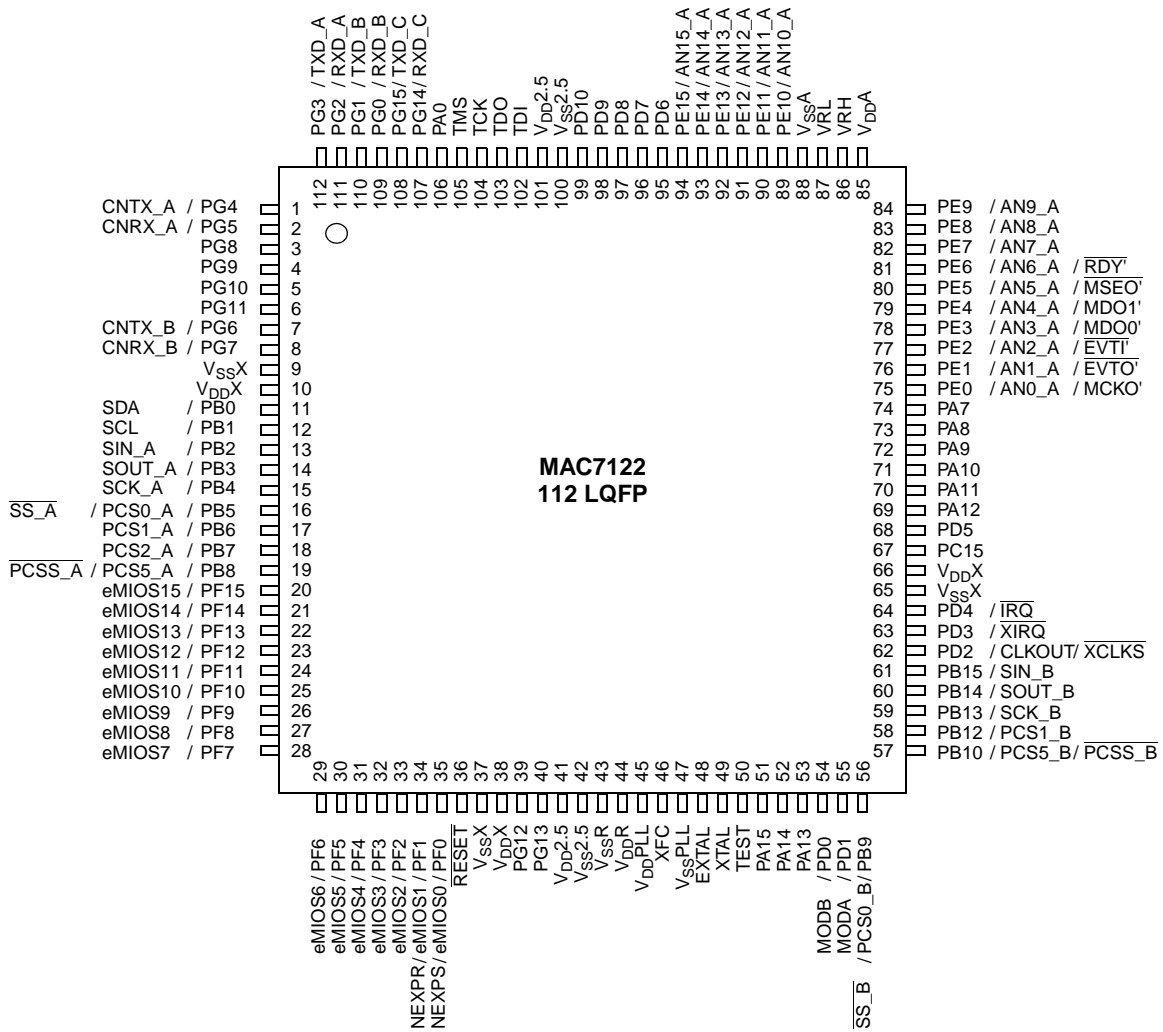 PG3 / TXD_A
PG2 / RXD_A
PG1 / TXD_B
PG0 / RXD_B
PG15/ TXD_C
PG14/ RXD_C
PA0
TMS
TCK
TDO
TDI
VDD2.5
VSS2.5
PD10
PD9
PD8
PD7
PD6
PE15/ AN15_A
PE14/ AN14_A
PE13/ AN13_A
PE12/ AN12_A
PE11/ AN11_A
PE10/ AN10_A
VSSA
VRL
VRH
VDDA
112
111
110
109
108
107
106
105
104
103
102
101
100
99
98
97
96
95
94
93
92
91
90
89
88
87
86
85
CNTX_A / PG4 1
CNRX_A / PG5 2
PG8 3
PG9 4
PG10 5
PG11 6
CNTX_B / PG6 7
CNRX_B / PG7 8
VSSX 9
VDDX 10
SDA / PB0 11
SCL / PB1 12
SIN_A / PB2 13
SOUT_A / PB3 14
SCK_A / PB4 15
SS_A / PCS0_A / PB5 16
PCS1_A / PB6 17
PCS2_A / PB7 18
PCSS_A / PCS5_A / PB8 19
eMIOS15 / PF15 20
eMIOS14 / PF14 21
eMIOS13 / PF13 22
eMIOS12 / PF12 23
eMIOS11 / PF11 24
eMIOS10 / PF10 25
eMIOS9 / PF9 26
eMIOS8 / PF8 27
eMIOS7 / PF7 28
MAC7122
112 LQFP
84 PE9 / AN9_A
83 PE8 / AN8_A
82 PE7 / AN7_A
81 PE6 / AN6_A / RDY'
80 PE5 / AN5_A / MSEO'
79 PE4 / AN4_A / MDO1'
78 PE3 / AN3_A / MDO0'
77 PE2 / AN2_A / EVTI'
76 PE1 / AN1_A / EVTO'
75 PE0 / AN0_A / MCKO'
74 PA7
73 PA8
72 PA9
71 PA10
70 PA11
69 PA12
68 PD5
67 PC15
66 VDDX
65 VSSX
64 PD4 / IRQ
63 PD3 / XIRQ
62 PD2 / CLKOUT/ XCLKS
61 PB15 / SIN_B
60 PB14 / SOUT_B
59 PB13 / SCK_B
58 PB12 / PCS1_B
57 PB10 / PCS5_B/ PCSS_B
29
30
31
32
33
34
35
36
37
38
39
40
41
42
43
44
45
46
47
48
49
50
51
52
53
54
55
56
eMIOS6 / PF6
eMIOS5 / PF5
eMIOS4 / PF4
eMIOS3 / PF3
eMIOS2 / PF2
NEXPR / eMIOS1 / PF1
NEXPS / eMIOS0 / PF0
RESET
VSSX
VDDX
PG12
PG13
VDD2.5
VSS2.5
VSSR
VDDR
VDDPLL
XFC
VSSPLL
EXTAL
XTAL
TEST
PA15
PA14
PA13
MODB / PD0
MODA / PD1
SS_B / PCS0_B / PB9